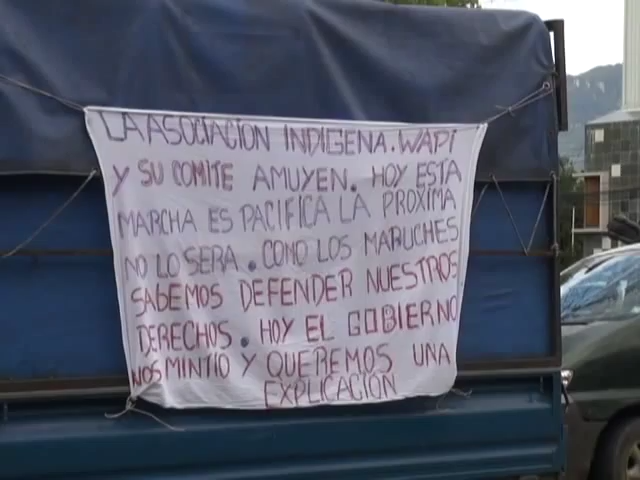 LA ASOCIACION INDIGENA. WAPI
Y SU COMITE AMUYEN. HOY ESTA
MARCHA ES PACIFICA LA PROXIMA
NO LO SERA. COMO LOS MARUCHES
SABEMOS DEFENDER NUESTROS
DERECHOS. HOY EL GOBIERNO
NOS MINTIO Y QUEREMOS UNA
EXPLICACION